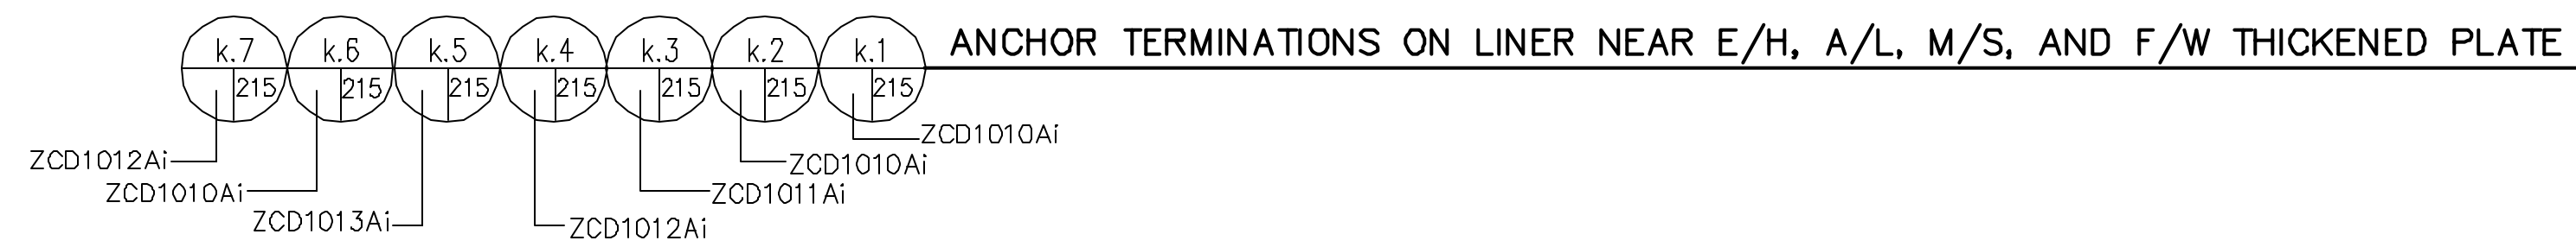 k.7 k.6 k.5 k.4 k.3 k.2 k.1 ANCHOR TERMINATIONS ON LINER NEAR E/H, A/L, M/S, AND F/W THICKENED PLATE
215 215 215 215 215 215 215
ZCD1010Ai
ZCD1012Ai ZCD1010Ai
ZCD1010Ai ZCD1011Ai
ZCD1013Ai ZCD1012Ai